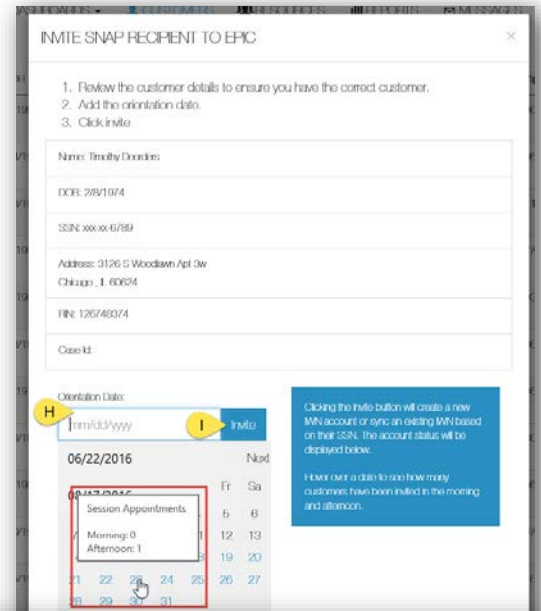 CUSTOMERS RESOURCES REPORTS MESSAGES
INVITE SNAP RECIPIENT TO EPIC ×
1. Review the customer details to ensure you have the correct customer.
2. Add the orientation date.
3. Click invite
Name: Timothy Doorders
DOB: 2/8/1974
SSN: xxx-xx-6789
Address: 3126 S Woodlawn Apt 3w
Chicago , IL 60624
RIN: 126748974
Case Id:
Orientation Date:
H
mm/dd/yyyy
I
Invite
06/22/2016 Next
08/17/2016
Fr Sa
Session Appointments
Morning: 0
Afternoon: 1
5 6
12 13
19 20
21 22 23 24 25 26 27
28 29 30 31
Clicking the Invite button will create a new
IWN account or sync an existing IWN based
on their SSN. The account status will be
displayed below.
Hover over a date to see how many
customers have been invited in the morning
and afternoon.